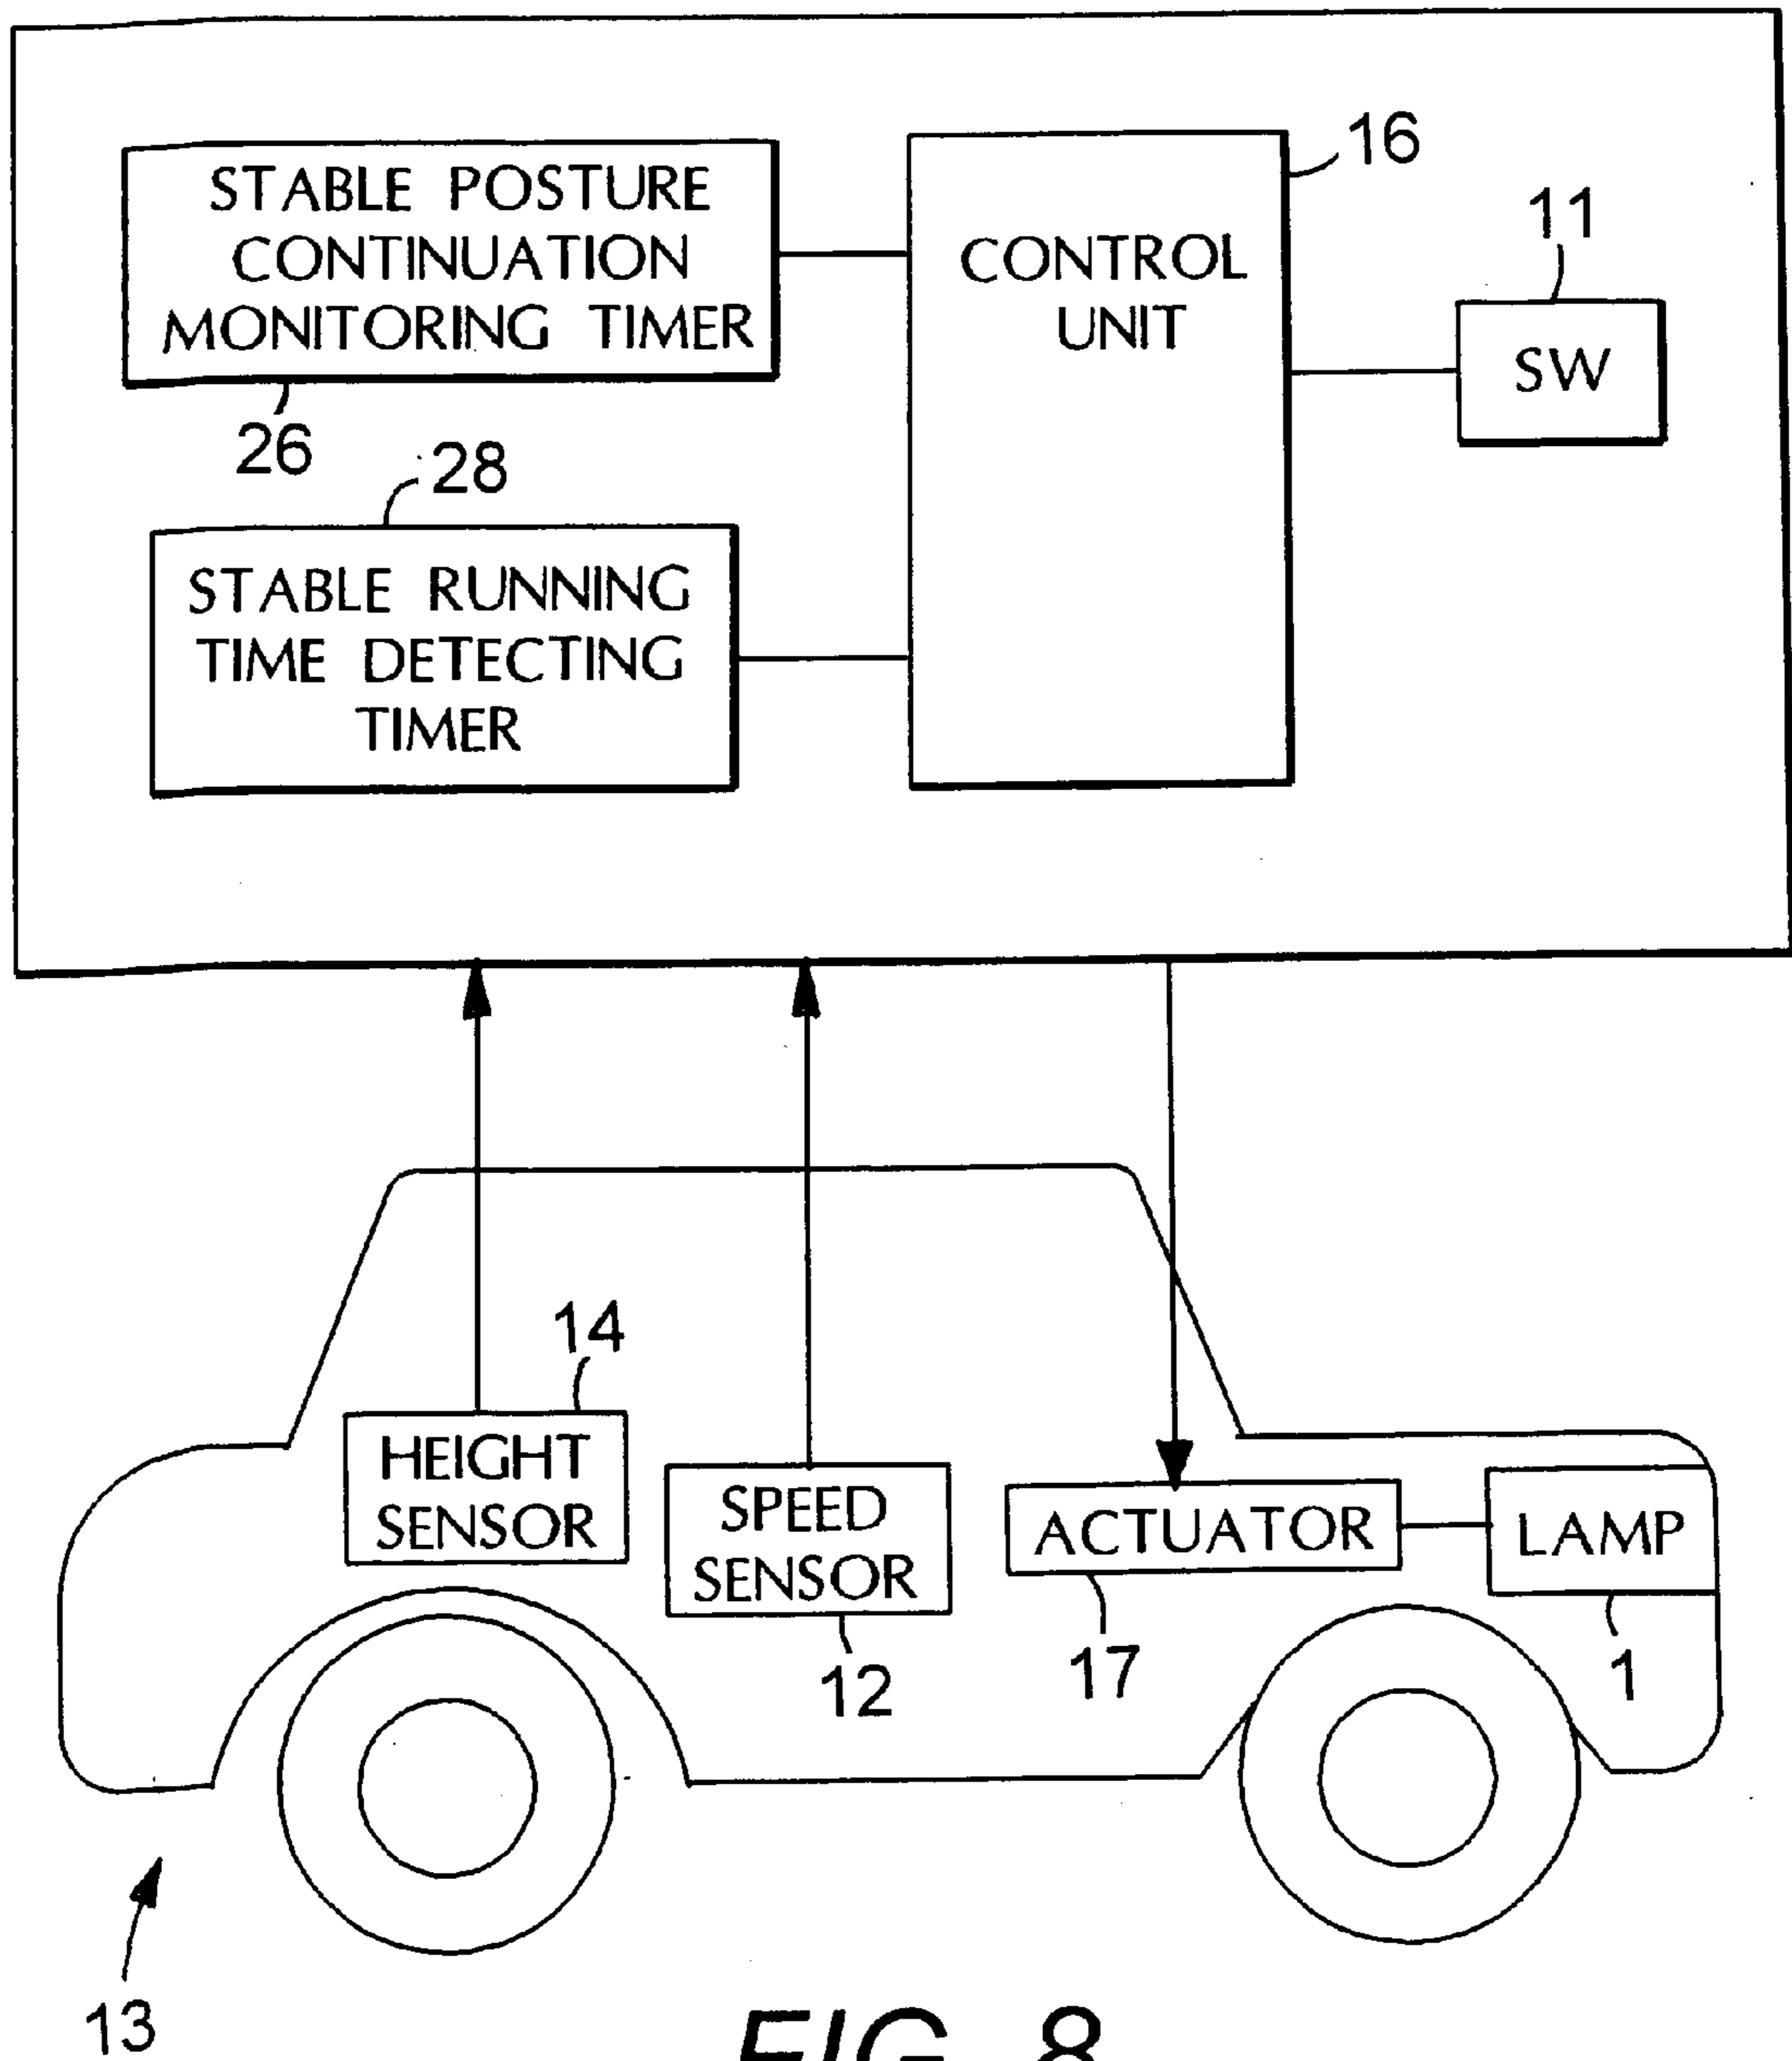 STABLE POSTURE
CONTINUATION
MONITORING TIMER
26
28
STABLE RUNNING
TIME DETECTING
TIMER
CONTROL
UNIT
16
11
SW
14
HEIGHT
SENSOR
SPEED
SENSOR
12
ACTUATOR
17
LAMP
1
13
FIG. 8